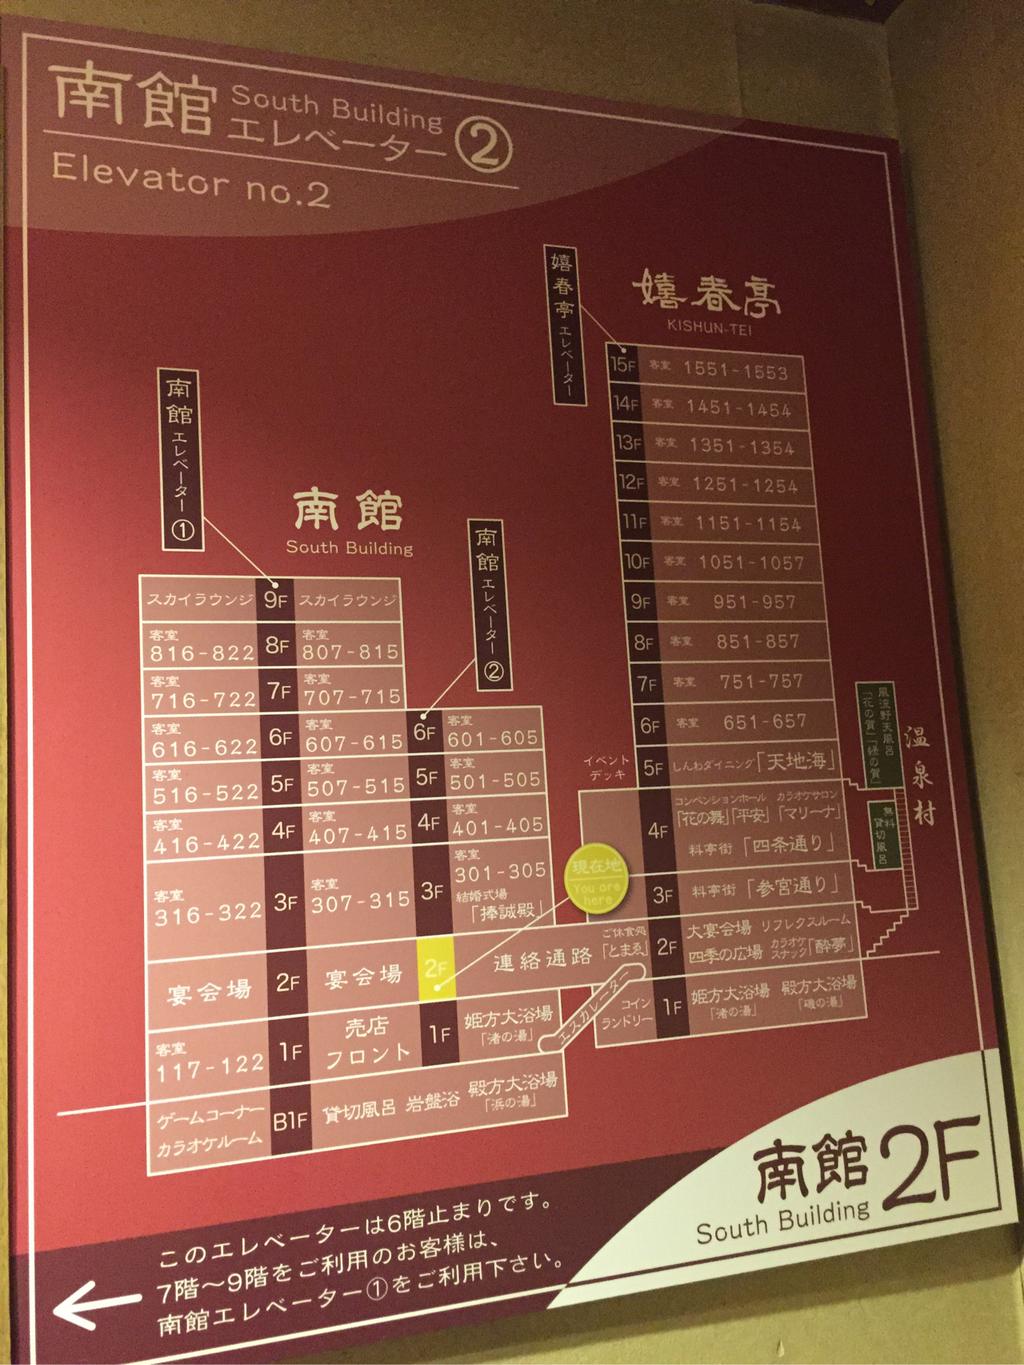 南館 South Building
エレベーター②
Elevator no.2
嬉春亭
KISHUN-TEI
嬉春亭エレベーター
15F 客室 1551-1553
14F 客室 1451-1454
13F 客室 1351-1354
12F 客室 1251-1254
11F 客室 1151-1154
10F 客室 1051-1057
9F 客室 951-957
8F 客室 851-857
7F 客室 751-757
6F 客室 651-657
5F しんわダイニング「天地海」
イベント
デッキ
4F コンベンションホール カラオケサロン
「花の舞」「平安」「マリーナ」
料亭街 「四条通り」
3F 料亭街 「参宮通り」
2F 大宴会場 リフレクスルーム
四季の広場 カラオケスナック「酔夢」
1F 姫方大浴場 殿方大浴場
「渚の湯」 「磯の湯」
コイン
ランドリー
温泉村
風流野天風呂
無料
貸切風呂
南館エレベーター①
南館
South Building
南館エレベーター②
スカイラウンジ 9F スカイラウンジ
客室 816-822 8F 客室 807-815
客室 716-722 7F 客室 707-715
客室 616-622 6F 客室 607-615 6F 客室 601-605
客室 516-522 5F 客室 507-515 5F 客室 501-505
客室 416-422 4F 客室 407-415 4F 客室 401-405
客室 316-322 3F 客室 307-315 3F 客室 301-305
結婚式場
「捧誠殿」
宴会場 2F 宴会場 2F 連絡通路 ご休食処「とまゑ」
現在地
You are
here
客室 117-122 1F 売店
フロント 1F 姫方大浴場
「渚の湯」
エスカレータ
ゲームコーナー
カラオケルーム B1F 貸切風呂 岩盤浴 殿方大浴場
「浜の湯」
このエレベーターは6階止まりです。
7階〜9階をご利用のお客様は、
南館エレベーター①をご利用下さい。
南館 2F
South Building